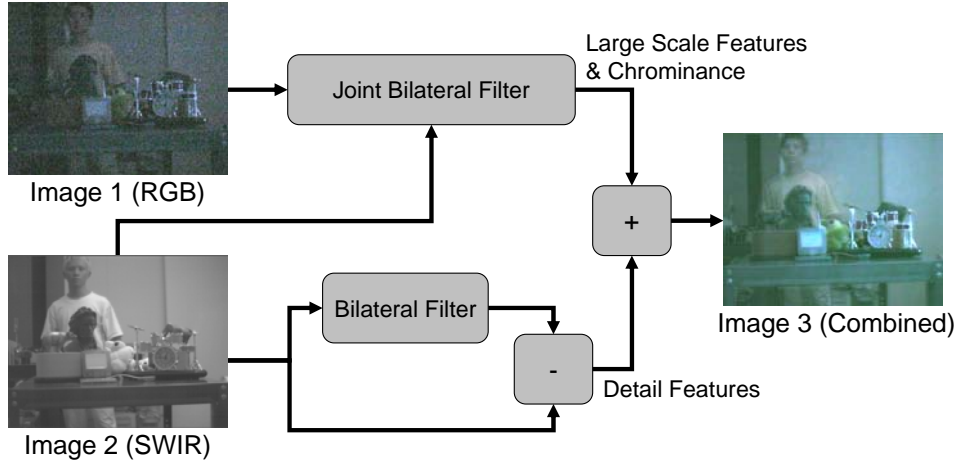 Large Scale Features
& Chrominance
Joint Bilateral Filter
Image 1 (RGB)
+
Bilateral Filter
Image 3 (Combined)
-
Detail Features
Image 2 (SWIR)